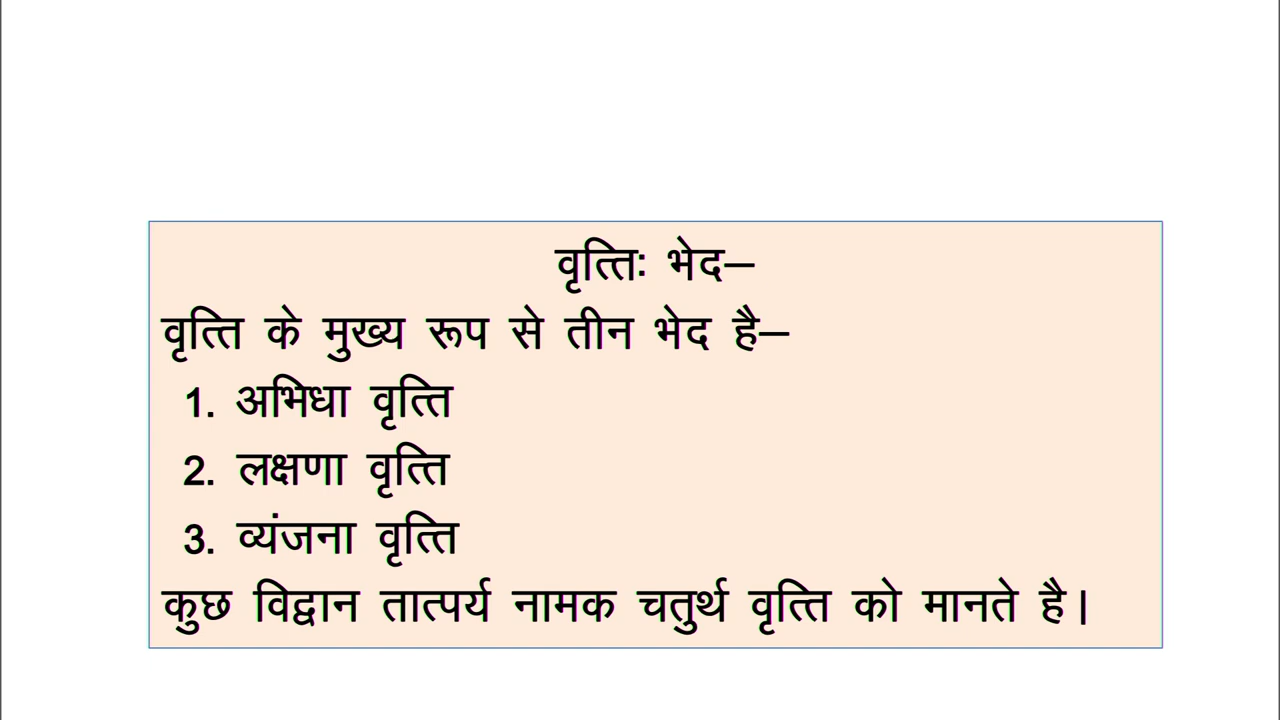 वृत्तिः भेद–
वृत्ति के मुख्य रूप से तीन भेद है–
1. अभिधा वृत्ति
2. लक्षणा वृत्ति
3. व्यंजना वृत्ति
कुछ विद्वान तात्पर्य नामक चतुर्थ वृत्ति को मानते है।